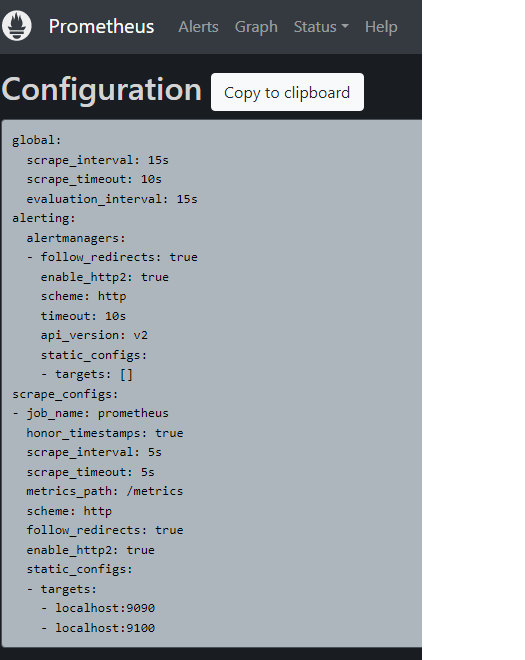 Prometheus Alerts Graph Status Help
Configuration Copy to clipboard
global:
  scrape_interval: 15s
  scrape_timeout: 10s
  evaluation_interval: 15s
alerting:
  alertmanagers:
  - follow_redirects: true
    enable_http2: true
    scheme: http
    timeout: 10s
    api_version: v2
    static_configs:
    - targets: []
scrape_configs:
- job_name: prometheus
  honor_timestamps: true
  scrape_interval: 5s
  scrape_timeout: 5s
  metrics_path: /metrics
  scheme: http
  follow_redirects: true
  enable_http2: true
  static_configs:
  - targets:
    - localhost:9090
    - localhost:9100